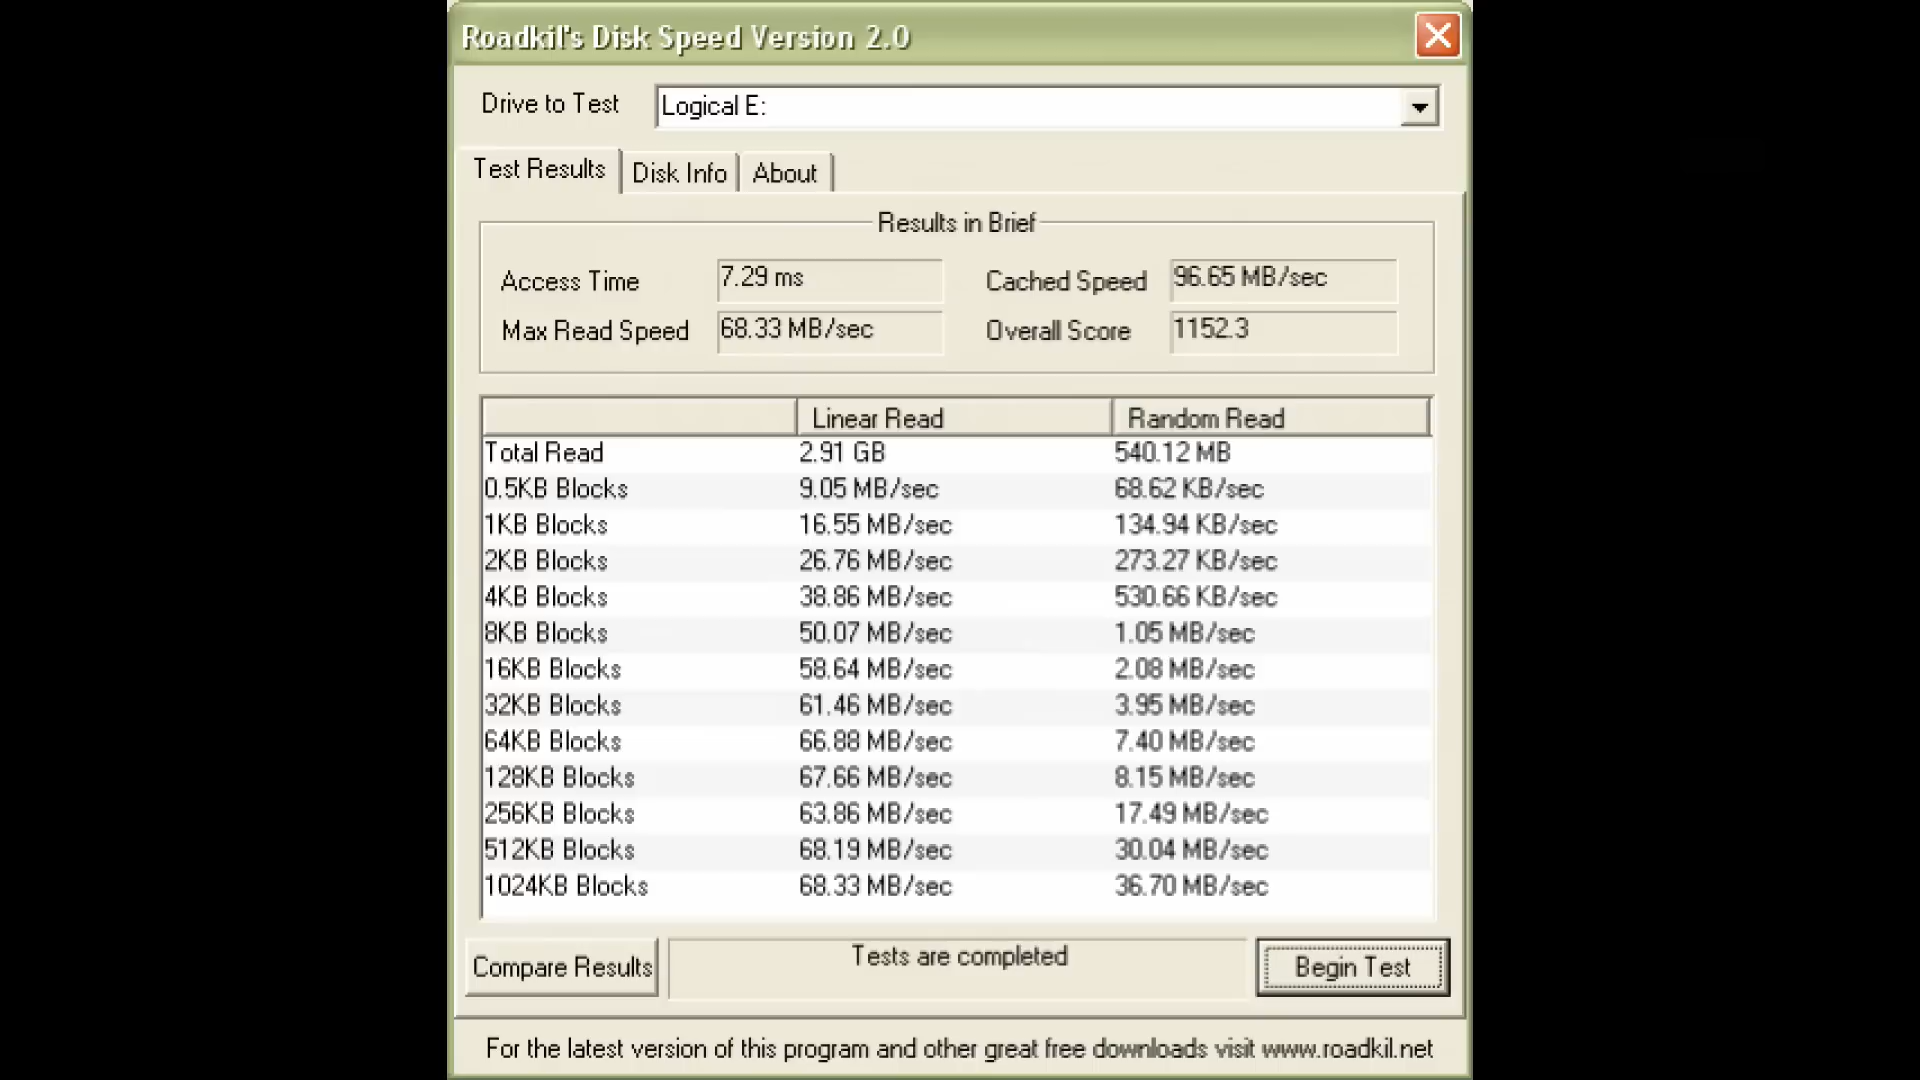 Roadkil's Disk Speed Version 2.0
Drive to Test Logical E:
Test Results Disk Info About
Results in Brief
Access Time 7.29 ms Cached Speed 96.65 MB/sec
Max Read Speed 68.33 MB/sec Overall Score 1152.3
Linear Read Random Read
Total Read 2.91 GB 540.12 MB
0.5KB Blocks 9.05 MB/sec 68.62 KB/sec
1KB Blocks 16.55 MB/sec 134.94 KB/sec
2KB Blocks 26.76 MB/sec 273.27 KB/sec
4KB Blocks 38.86 MB/sec 530.66 KB/sec
8KB Blocks 50.07 MB/sec 1.05 MB/sec
16KB Blocks 58.64 MB/sec 2.08 MB/sec
32KB Blocks 61.46 MB/sec 3.95 MB/sec
64KB Blocks 66.88 MB/sec 7.40 MB/sec
128KB Blocks 67.66 MB/sec 8.15 MB/sec
256KB Blocks 63.86 MB/sec 17.49 MB/sec
512KB Blocks 68.19 MB/sec 30.04 MB/sec
1024KB Blocks 68.33 MB/sec 36.70 MB/sec
Compare Results Tests are completed Begin Test
For the latest version of this program and other great free downloads visit www.roadkil.net